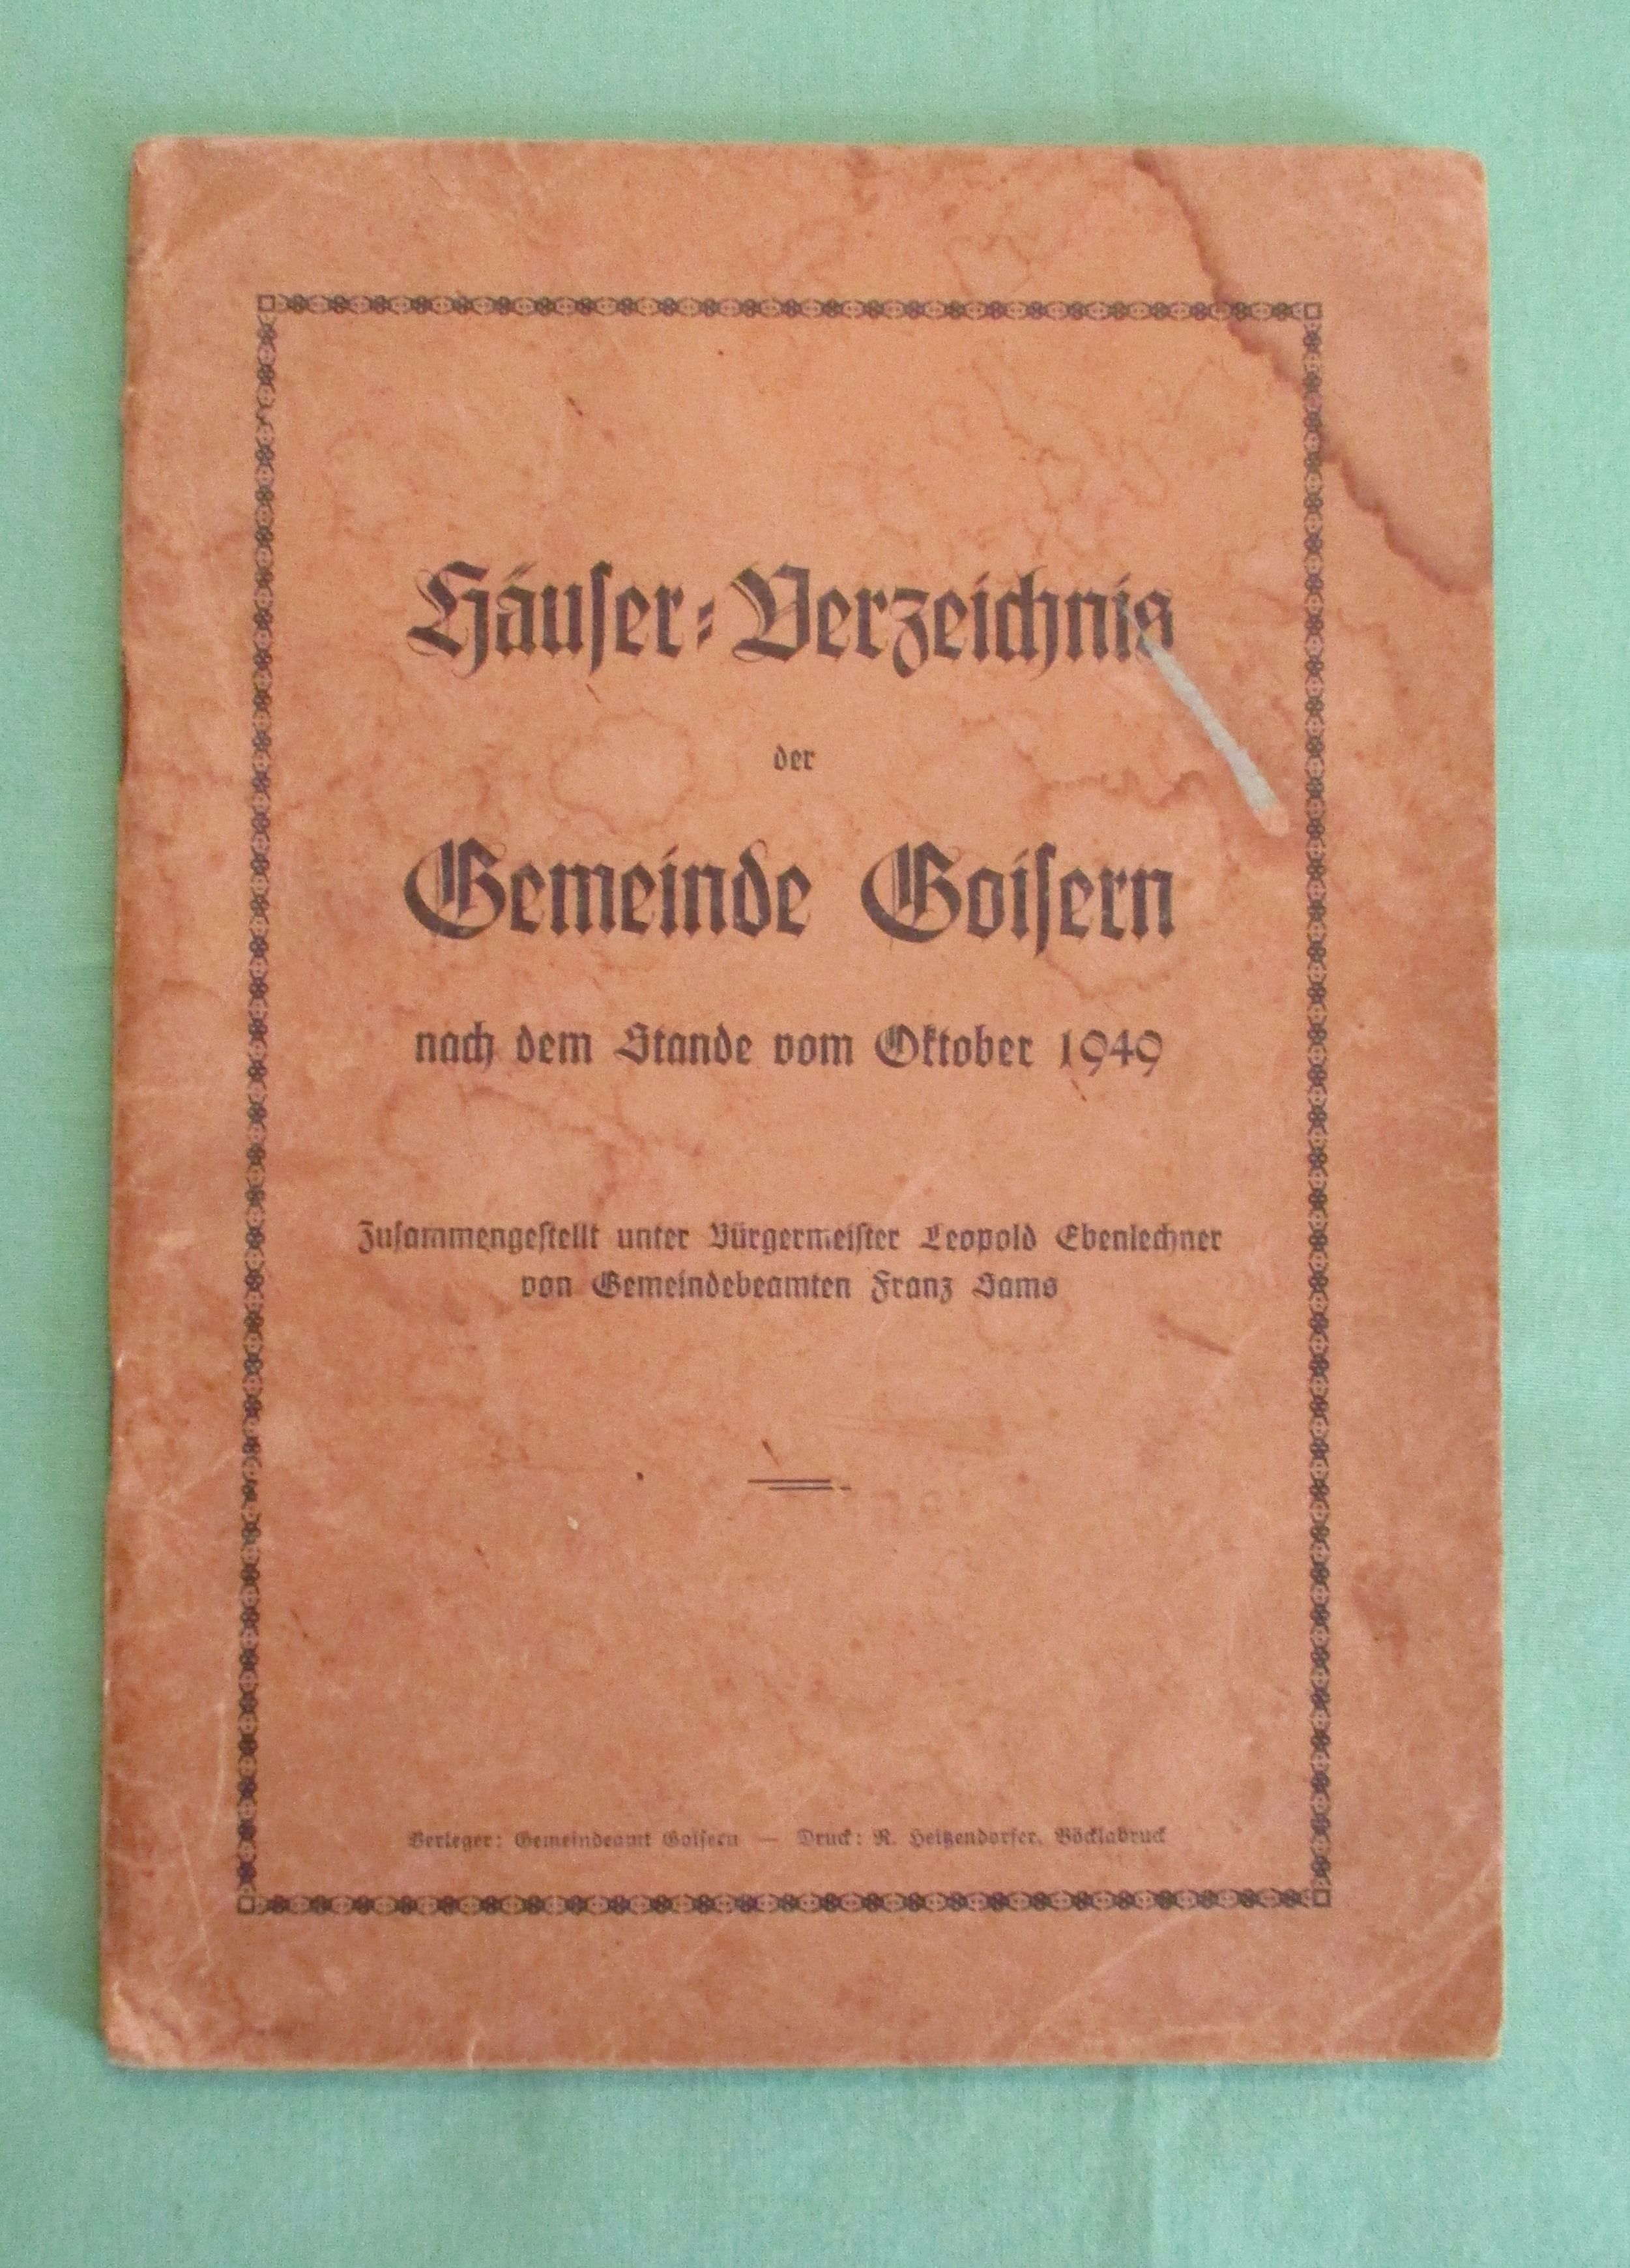 Häuser-Verzeichnis
der
Gemeinde Goisern
nach dem Stande vom Oktober 1949
Zusammengestellt unter Bürgermeister Leopold Ebenlechner
von Gemeindebeamten Franz Sams
Verleger: Gemeindeamt Goisern — Druck: R. Heitzendorfer, Vöcklabruck